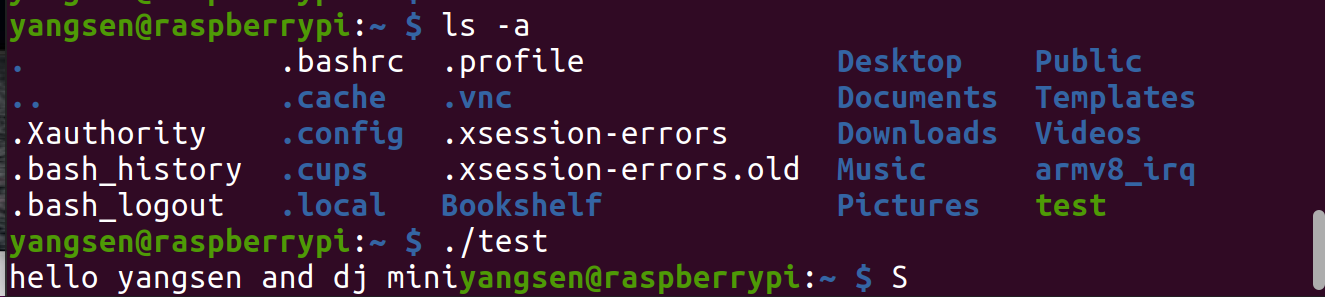 yangsen@raspberrypi:~ $ ls -a
.                .bashrc  .profile              Desktop    Public
..               .cache   .vnc                  Documents  Templates
.Xauthority      .config  .xsession-errors      Downloads  Videos
.bash_history    .cups    .xsession-errors.old  Music      armv8_irq
.bash_logout     .local   Bookshelf             Pictures   test
yangsen@raspberrypi:~ $ ./test
hello yangsen and dj miniyangsen@raspberrypi:~ $ S